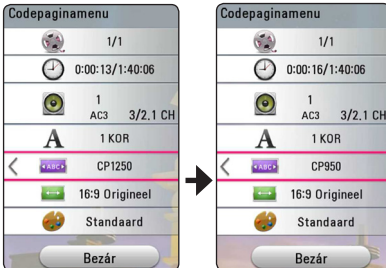 Codepaginamenu
1/1
0:00:13/1:40:06
1
AC3 3/2.1 CH
A 1 KOR
ABC CP1250
16:9 Origineel
Standaard
Bezár
Codepaginamenu
1/1
0:00:16/1:40:06
1
AC3 3/2.1 CH
A 1 KOR
ABC CP950
16:9 Origineel
Standaard
Bezár